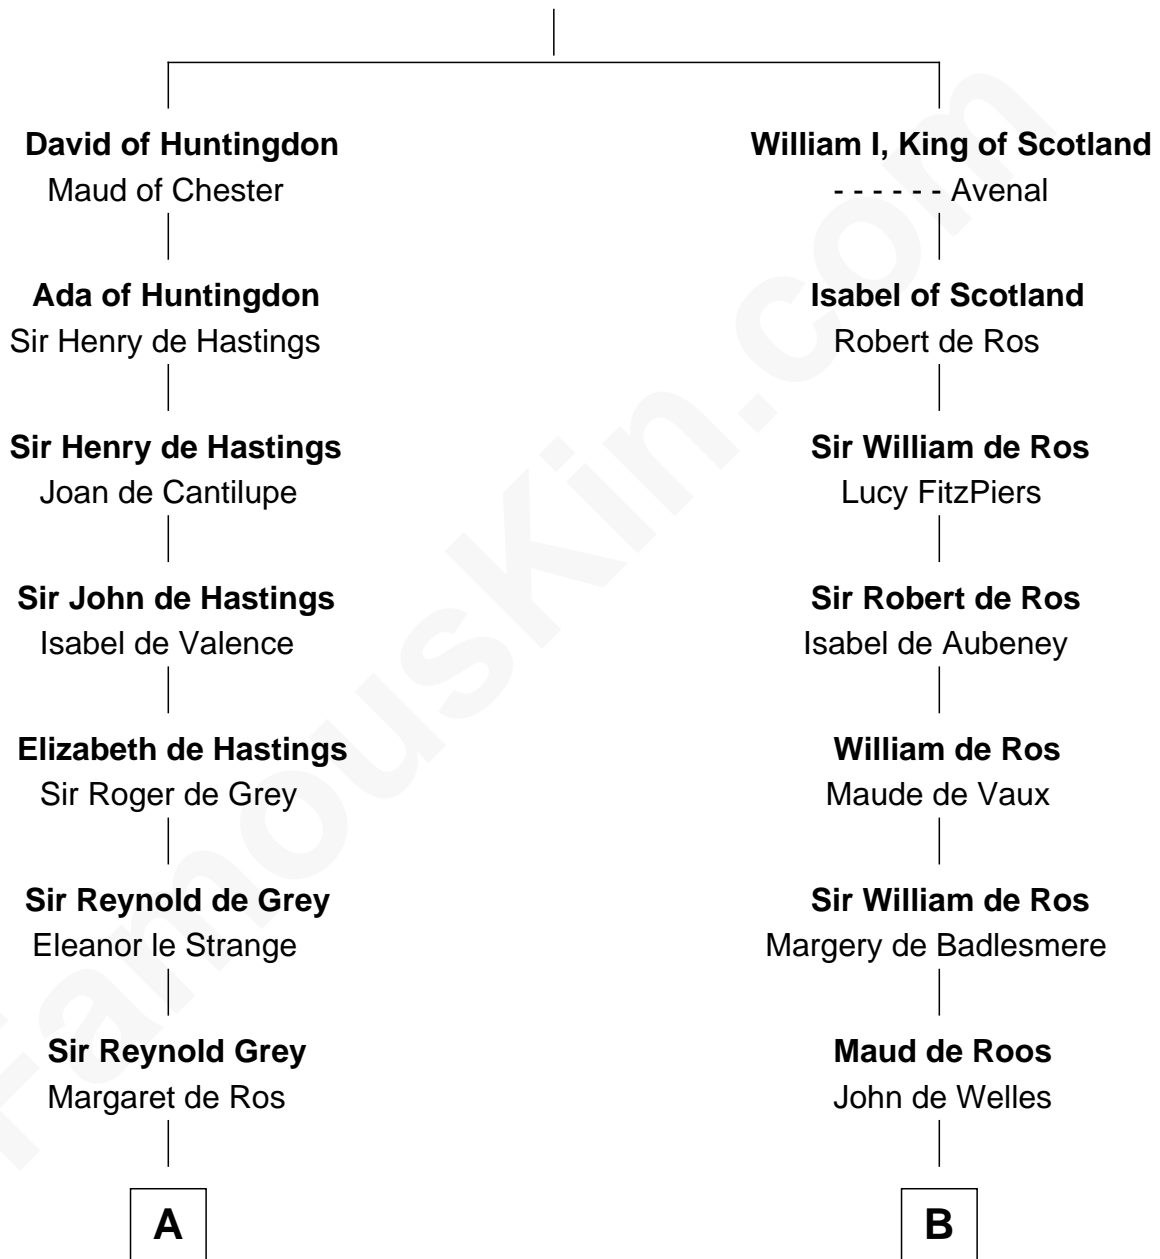 David of Huntingdon
Maud of Chester
Ada of Huntingdon
Sir Henry de Hastings
Sir Henry de Hastings
Joan de Cantilupe
Sir John de Hastings
Isabel de Valence
Elizabeth de Hastings
Sir Roger de Grey
Sir Reynold de Grey
Eleanor le Strange
Sir Reynold Grey
Margaret de Ros
A
William I, King of Scotland
- - - - - - Avenal
Isabel of Scotland
Robert de Ros
Sir William de Ros
Lucy FitzPiers
Sir Robert de Ros
Isabel de Aubeney
William de Ros
Maude de Vaux
Sir William de Ros
Margery de Badlesmere
Maud de Roos
John de Welles
B
FamousKin.com